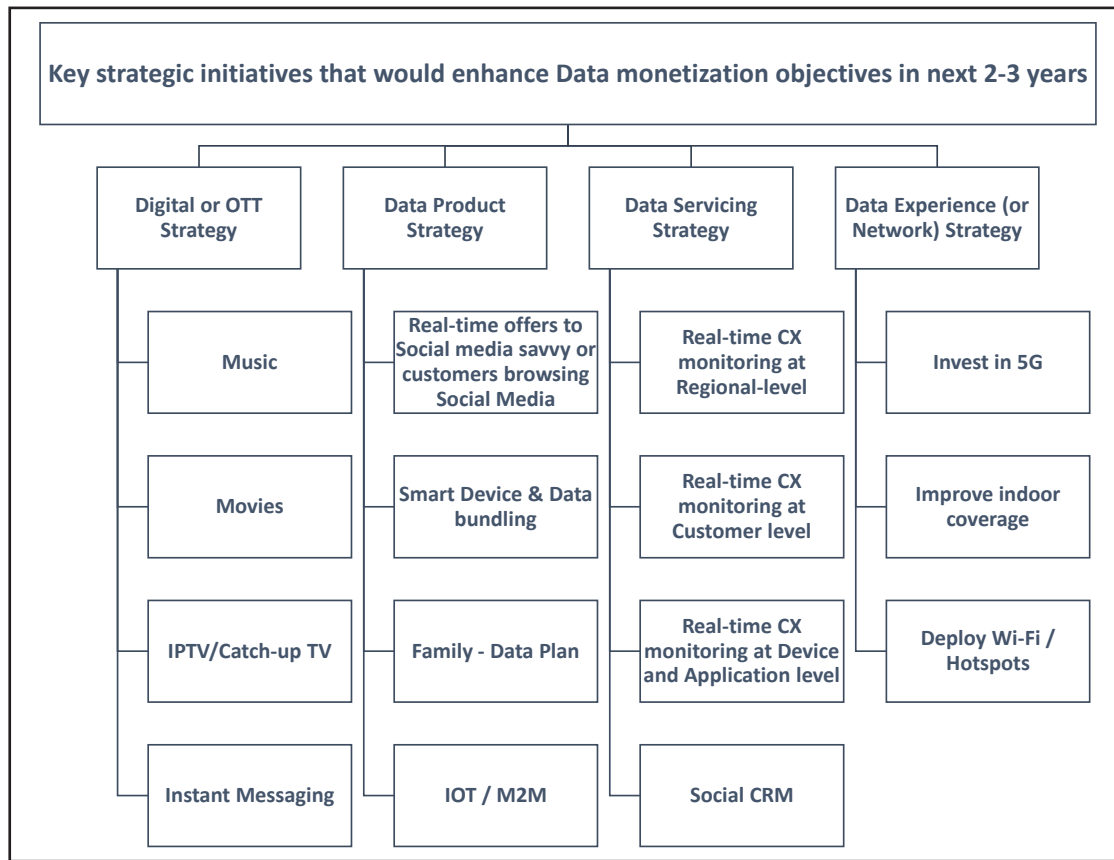 Key strategic initiatives that would enhance Data monetization objectives in next 2-3 years
Digital or OTT
Strategy
Music
Movies
IPTV/Catch-up TV
Instant Messaging
Data Product
Strategy
Real-time offers to
Social media savvy or
customers browsing
Social Media
Smart Device & Data
bundling
Family - Data Plan
IOT / M2M
Data Servicing
Strategy
Real-time CX
monitoring at
Regional-level
Real-time CX
monitoring at
Customer level
Real-time CX
monitoring at Device
and Application level
Social CRM
Data Experience (or
Network) Strategy
Invest in 5G
Improve indoor
coverage
Deploy Wi-Fi /
Hotspots